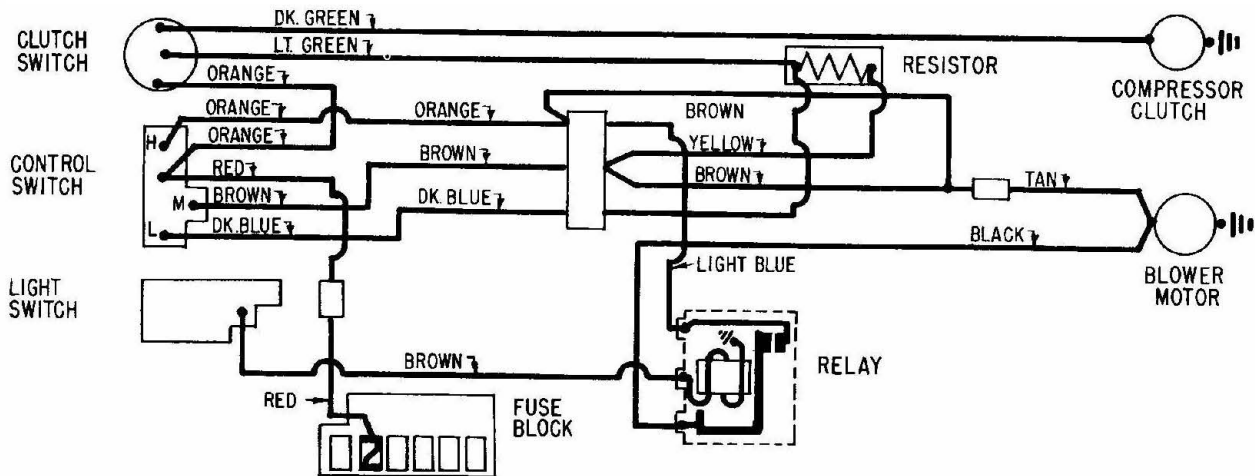 DK. GREEN
CLUTCH
SWITCH
LT. GREEN
ORANGE
RESISTOR
COMPRESSOR
CLUTCH
ORANGE
ORANGE
BROWN
H
ORANGE
CONTROL
SWITCH
RED
BROWN
YELLOW
BROWN
TAN
M
BROWN
DK. BLUE
L
DK.BLUE
BLACK
LIGHT BLUE
BLOWER
MOTOR
LIGHT
SWITCH
BROWN
RELAY
RED
FUSE
BLOCK
2